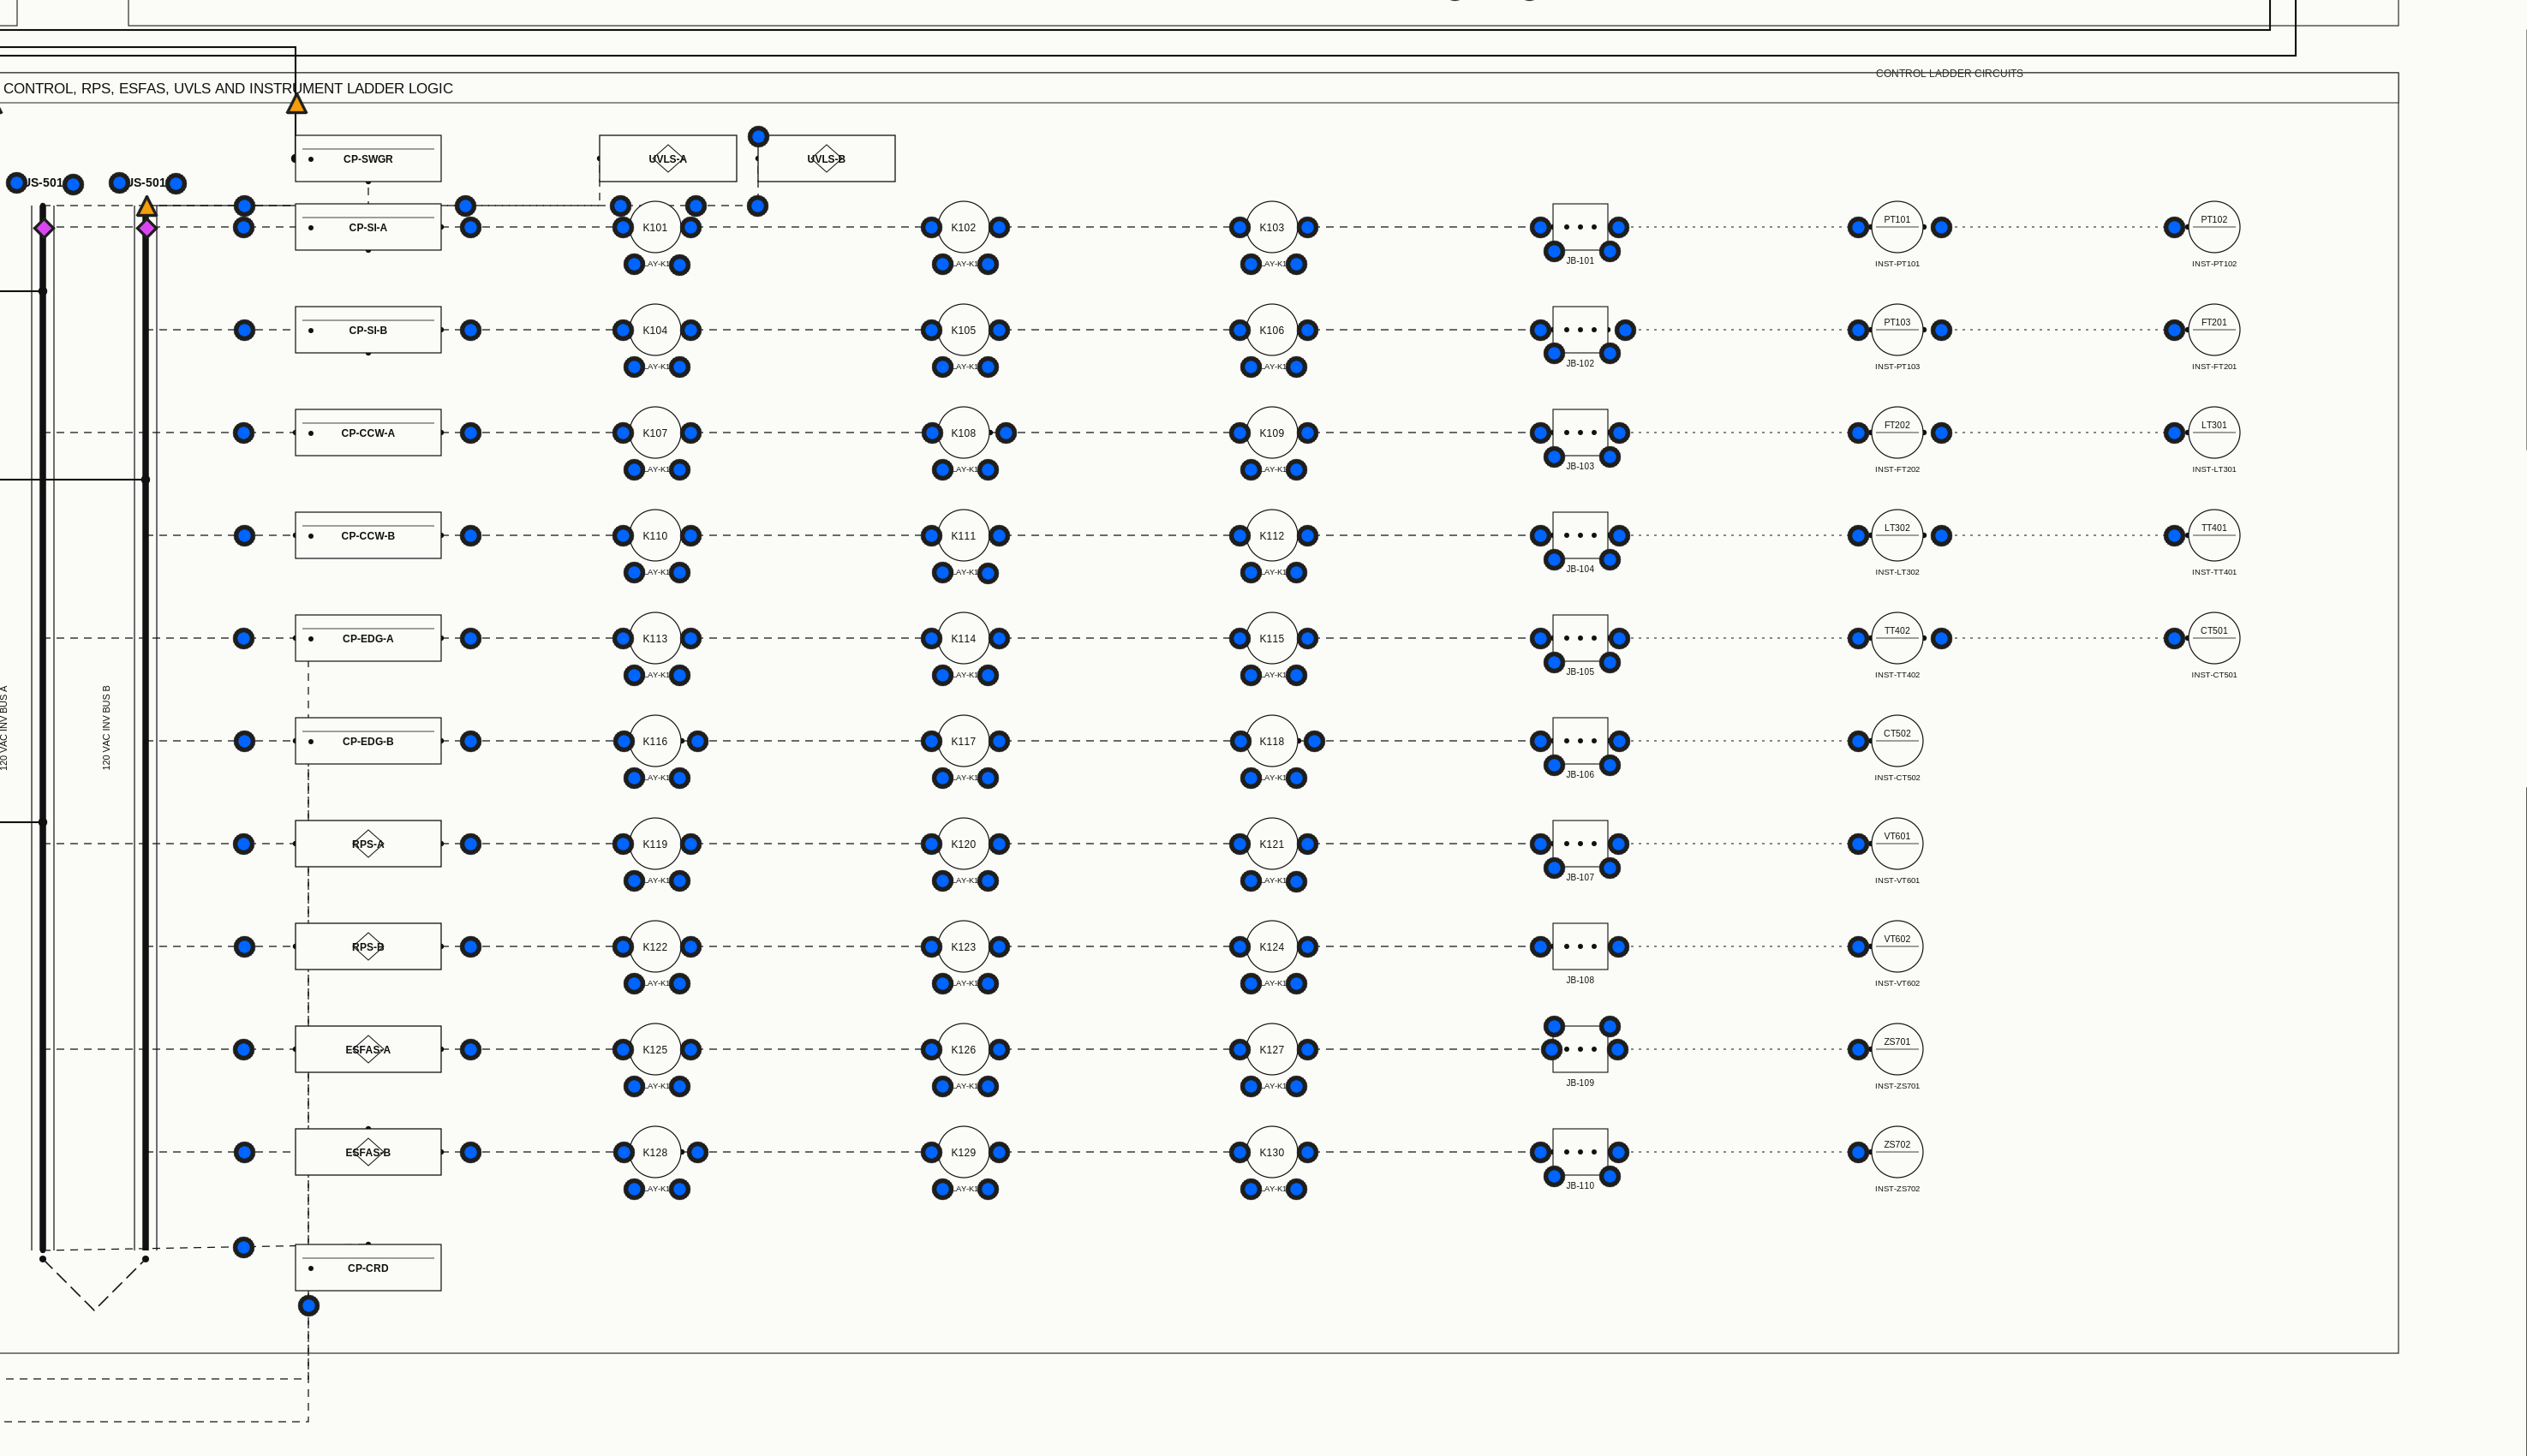 CONTROL LADDER CIRCUITS
CONTROL, RPS, ESFAS, UVLS AND INSTRUMENT LADDER LOGIC
CP-SWGR
UVLS-A
UVLS-B
CP-SI-A
K101
K102
K103
JB-101
PT101
INST-PT101
PT102
INST-PT102
CP-SI-B
K104
K105
K106
JB-102
PT103
INST-PT103
FT201
INST-FT201
CP-CCW-A
K107
K108
K109
JB-103
FT202
INST-FT202
LT301
INST-LT301
CP-CCW-B
K110
K111
K112
JB-104
LT302
INST-LT302
TT401
INST-TT401
CP-EDG-A
K113
K114
K115
JB-105
TT402
INST-TT402
CT501
INST-CT501
120 VAC INV BUS A
120 VAC INV BUS B
CP-EDG-B
K116
K117
K118
JB-106
CT502
INST-CT502
RPS-A
K119
K120
K121
JB-107
VT601
INST-VT601
RPS-B
K122
K123
K124
JB-108
VT602
INST-VT602
ESFAS-A
K125
K126
K127
JB-109
ZS701
INST-ZS701
ESFAS-B
K128
K129
K130
JB-110
ZS702
INST-ZS702
CP-CRD